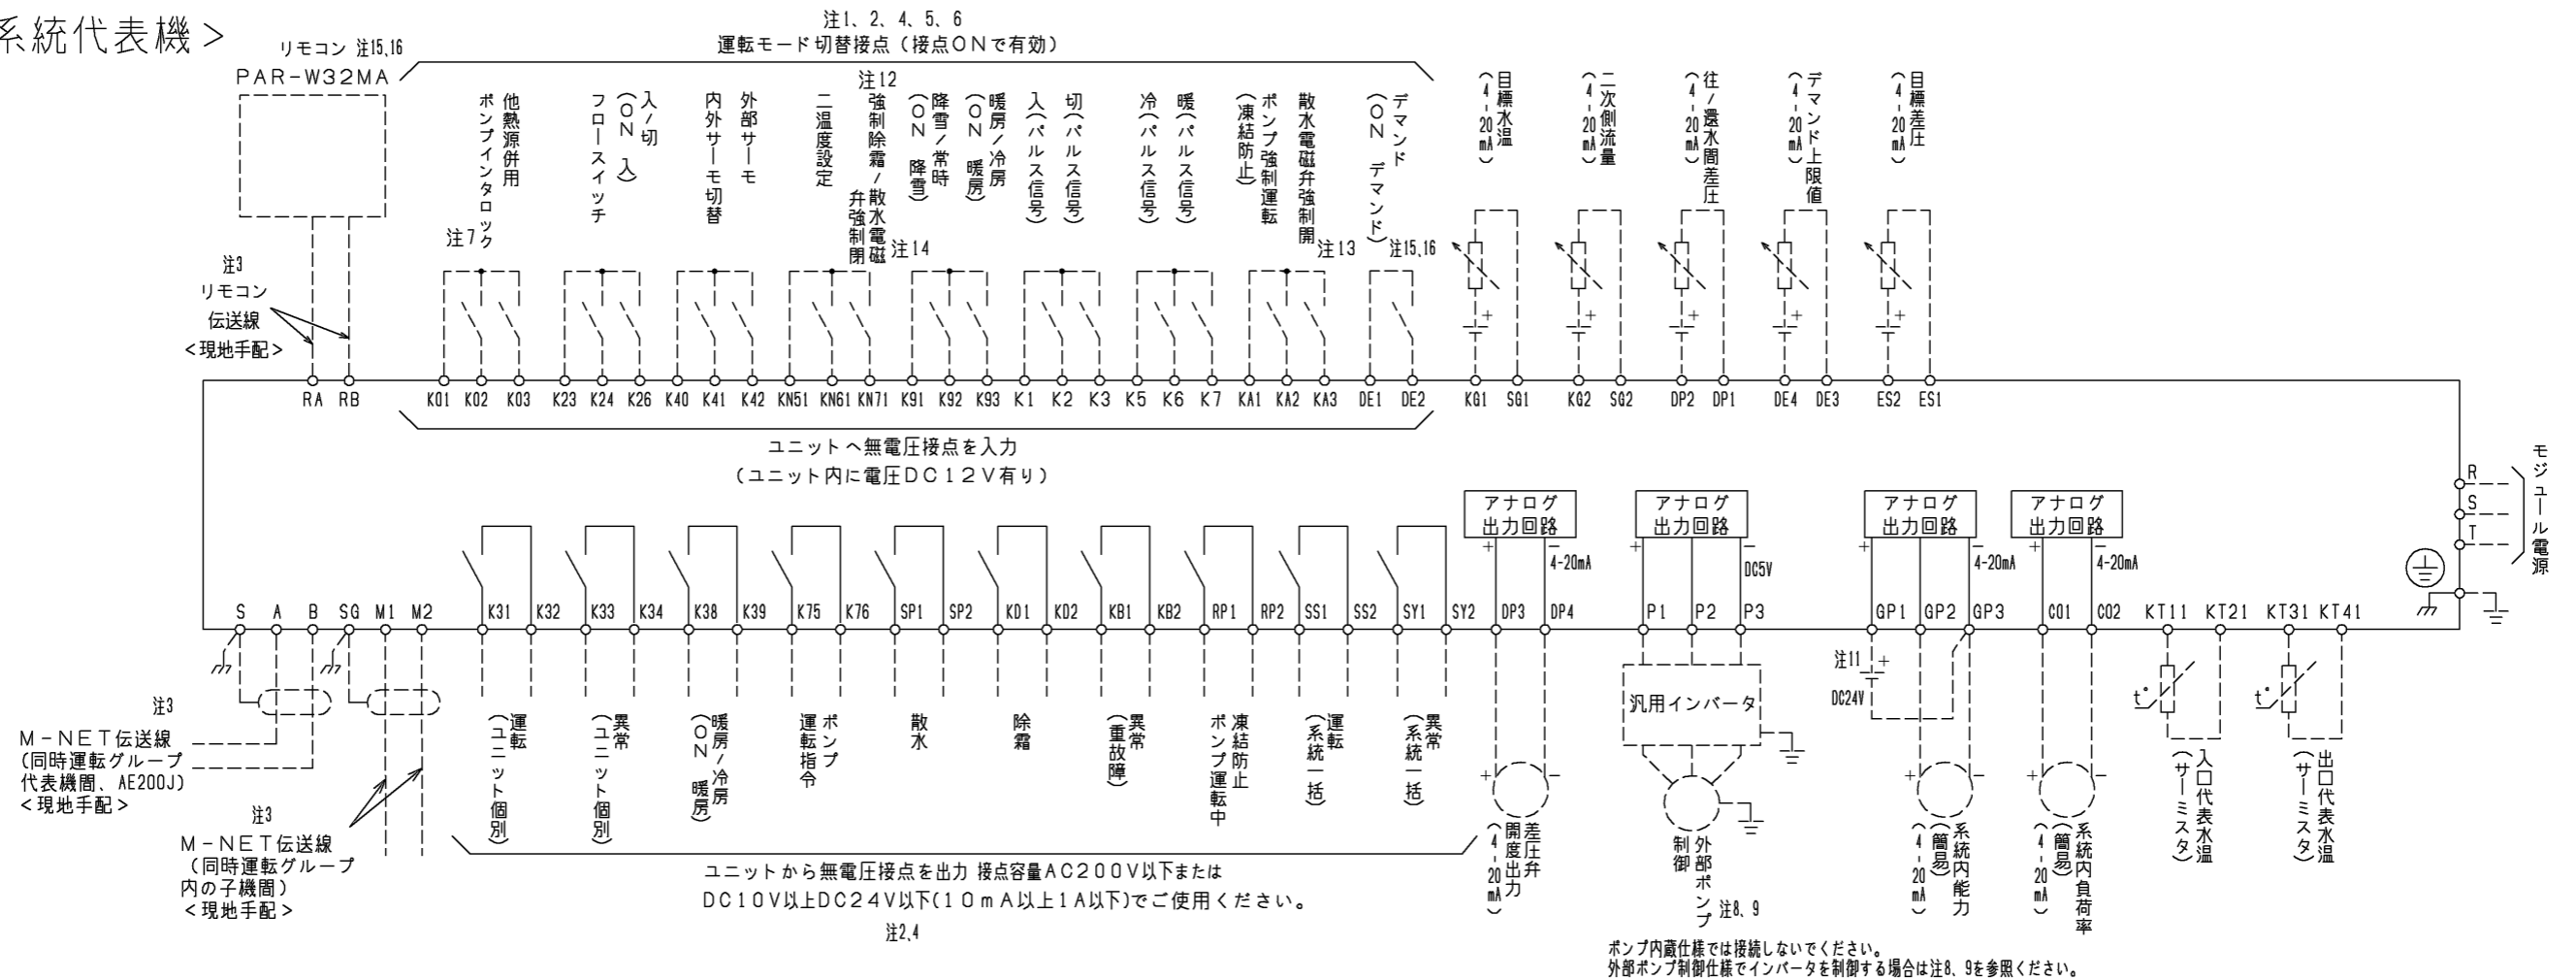 系統代表機＞
リモコン 注15,16
PAR-W32MA
注1、2、4、5、6
運転モード切替接点（接点ONで有効）
他熱源併用
ポンプインタロック
注7
入/切
（ON 入）
フロースイッチ
外部サーモ
内外サーモ切替
二温度設定
注12
強制除霜/散水電磁
弁強制閉
注14
降雪/常時
（ON 降雪）
暖房/冷房
（ON 暖房）
入（パルス信号）
切（パルス信号）
冷（パルス信号）
暖（パルス信号）
ポンプ強制運転
（凍結防止）
散水電磁弁強制開
注13
デマンド
（ON デマンド）
注15,16
目標水温
（4-20mA）
二次側流量
（4-20mA）
往/還水間差圧
（4-20mA）
デマンド上限値
（4-20mA）
目標差圧
（4-20mA）
注3
リモコン
伝送線
＜現地手配＞
+ + + + +
RA RB K01 K02 K03 K23 K24 K26 K40 K41 K42 KN51 KN61 KN71 K91 K92 K93 K1 K2 K3 K5 K6 K7 KA1 KA2 KA3 DE1 DE2 KG1 SG1 KG2 SG2 DP2 DP1 DE4 DE3 ES2 ES1
ユニットへ無電圧接点を入力
（ユニット内に電圧DC12V有り）
R
S
T
モジュール電源
アナログ
出力回路
+ − 4-20mA
アナログ
出力回路
+ − DC5V
アナログ
出力回路
+ − 4-20mA
アナログ
出力回路
+ − 4-20mA
S A B SG M1 M2 K31 K32 K33 K34 K38 K39 K75 K76 SP1 SP2 KD1 KD2 KB1 KB2 RP1 RP2 SS1 SS2 SY1 SY2 DP3 DP4 P1 P2 P3 GP1 GP2 GP3 CO1 CO2 KT11 KT21 KT31 KT41
注3
M-NET伝送線
(同時運転グループ
代表機間、AE200J)
＜現地手配＞
注3
M-NET伝送線
（同時運転グループ
内の子機間）
＜現地手配＞
運転
（ユニット個別）
異常
（ユニット個別）
暖房/冷房
（ON 暖房）
ポンプ
運転指令
散水
除霜
異常
（重故障）
凍結防止
ポンプ運転中
運転
（系統一括）
異常
（系統一括）
+ −
差圧弁
開度出力
（4-20mA）
汎用インバータ
外部ポンプ
制御
注8、9
注11
+
DC24V
+ −
系統内能力
（簡易）
（4-20mA）
+ −
系統内負荷率
（簡易）
（4-20mA）
t°
入口代表水温
（サーミスタ）
t°
出口代表水温
（サーミスタ）
ユニットから無電圧接点を出力 接点容量AC200V以下または
DC10V以上DC24V以下(10mA以上1A以下)でご使用ください。
注2,4
ポンプ内蔵仕様では接続しないでください。
外部ポンプ制御仕様でインバータを制御する場合は注8、9を参照ください。